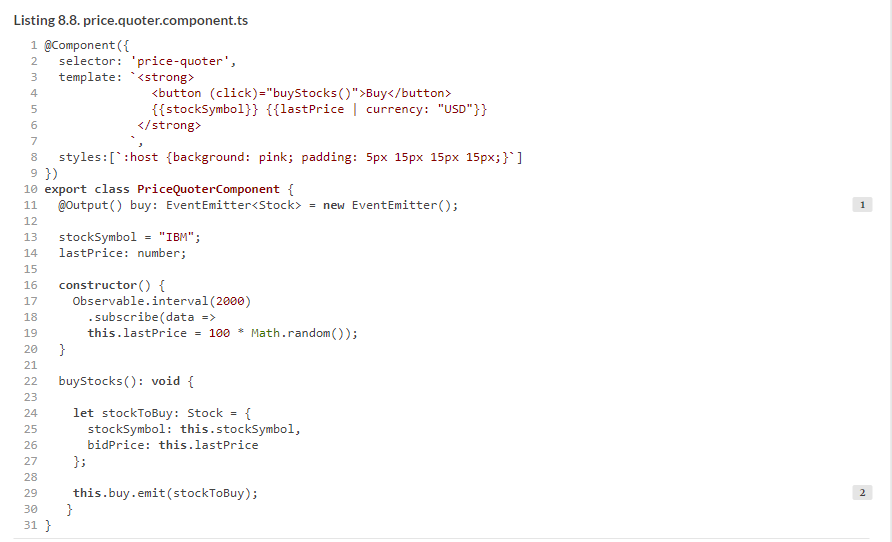 Listing 8.8. price.quoter.component.ts
1 @Component({
2   selector: 'price-quoter',
3   template: `<strong>
4                <button (click)="buyStocks()">Buy</button>
5                {{stockSymbol}} {{lastPrice | currency: "USD"}}
6              </strong>
7             `,
8   styles:[`:host {background: pink; padding: 5px 15px 15px 15px;}`]
9 })
10 export class PriceQuoterComponent {
11   @Output() buy: EventEmitter<Stock> = new EventEmitter(); 1
12
13   stockSymbol = "IBM";
14   lastPrice: number;
15
16   constructor() {
17     Observable.interval(2000)
18       .subscribe(data =>
19       this.lastPrice = 100 * Math.random());
20   }
21
22   buyStocks(): void {
23
24     let stockToBuy: Stock = {
25       stockSymbol: this.stockSymbol,
26       bidPrice: this.lastPrice
27     };
28
29     this.buy.emit(stockToBuy); 2
30    }
31 }